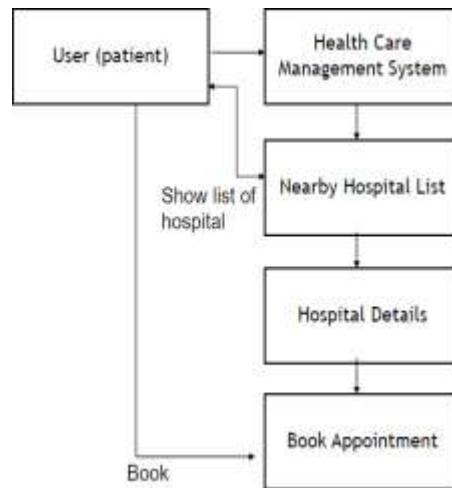 User (patient)
Health Care
Management System
Show list of
hospital
Nearby Hospital List
Hospital Details
Book Appointment
Book